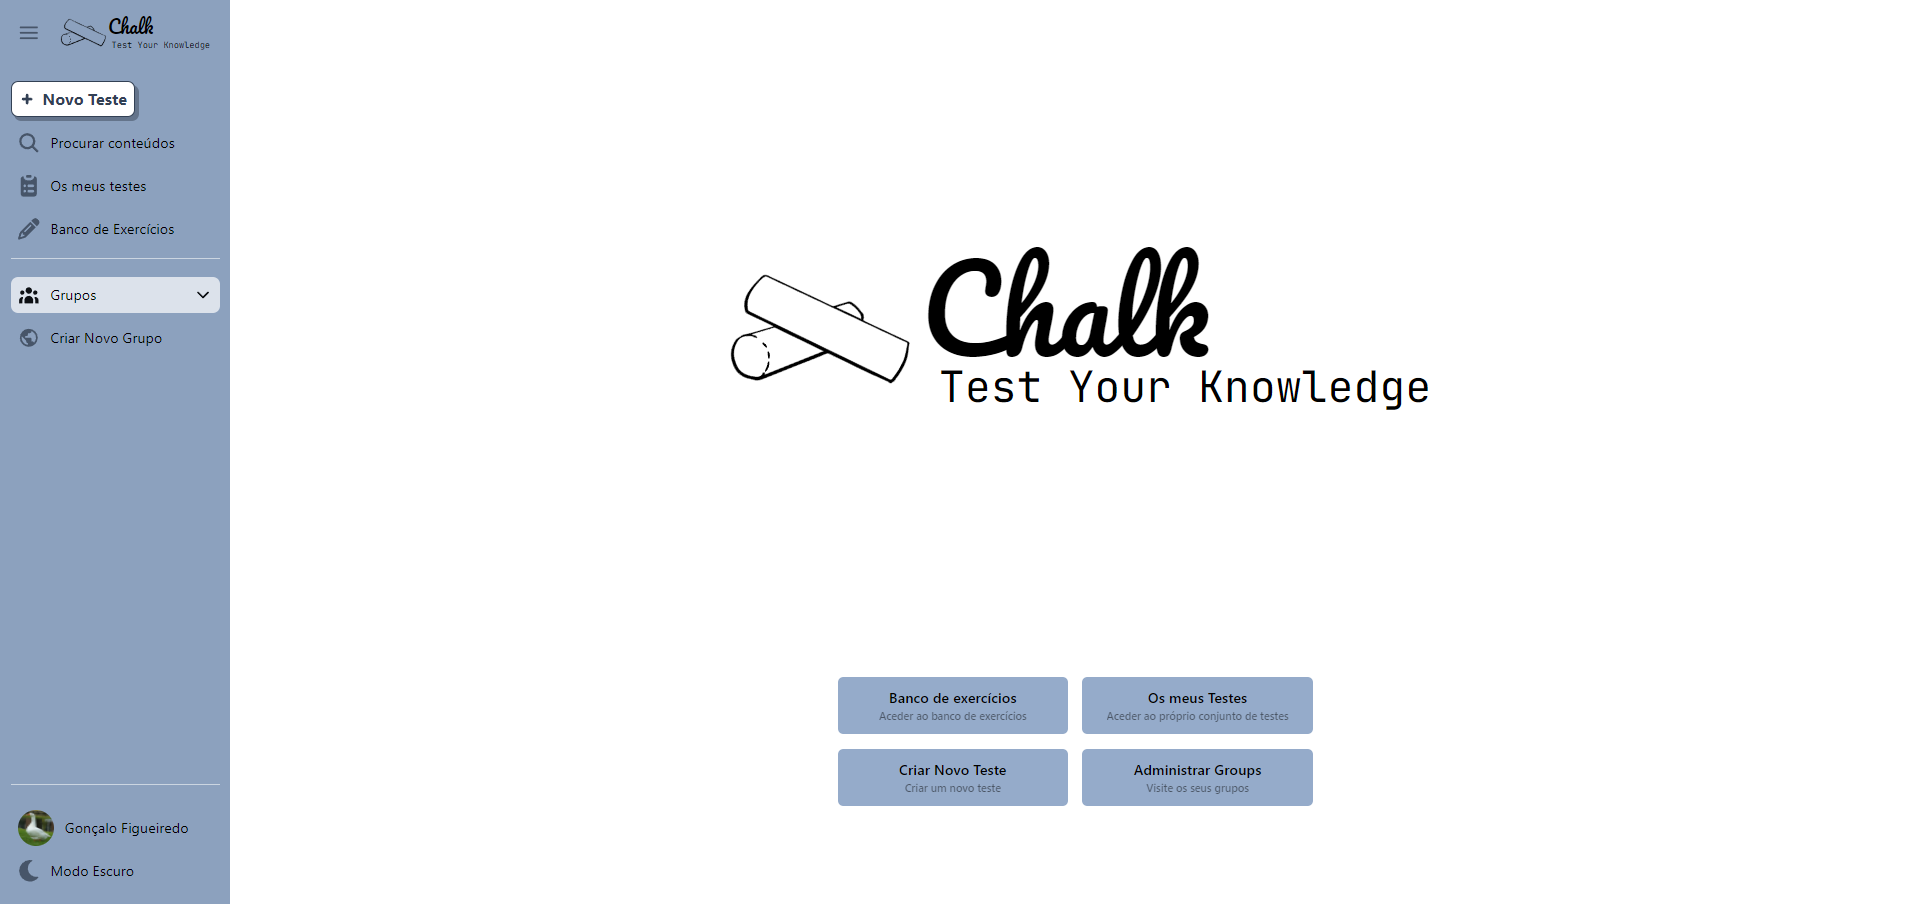 Chalk
Test Your Knowledge
Novo Teste
Procurar conteúdos
Os meus testes
Banco de Exercícios
Grupos
Criar Novo Grupo
Chalk
Test Your Knowledge
Banco de exercícios
Aceder ao banco de exercícios
Os meus Testes
Aceder ao próprio conjunto de testes
Criar Novo Teste
Criar um novo teste
Administrar Groups
Visite os seus grupos
Gonçalo Figueiredo
Modo Escuro